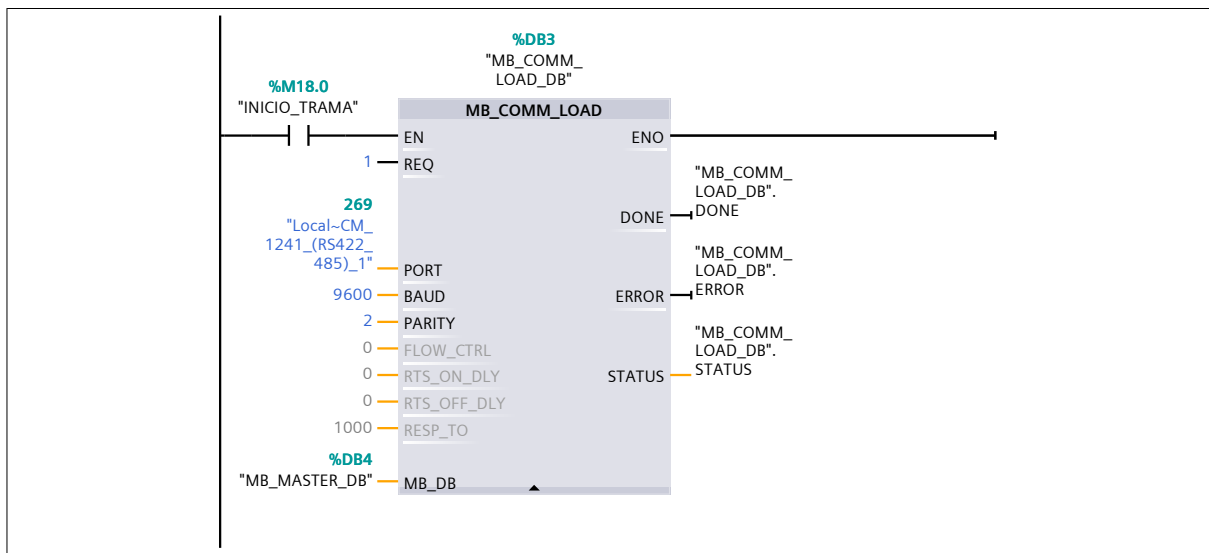 %DB3
"MB_COMM_
LOAD_DB"
%M18.0
"INICIO_TRAMA"
MB_COMM_LOAD
EN
ENO
1
REQ
"MB_COMM_
LOAD_DB".
DONE
DONE
269
"Local~CM_
1241_(RS422_
485)_1"
PORT
"MB_COMM_
LOAD_DB".
ERROR
ERROR
9600
BAUD
2
PARITY
0
FLOW_CTRL
"MB_COMM_
LOAD_DB".
STATUS
STATUS
0
RTS_ON_DLY
0
RTS_OFF_DLY
1000
RESP_TO
%DB4
"MB_MASTER_DB"
MB_DB